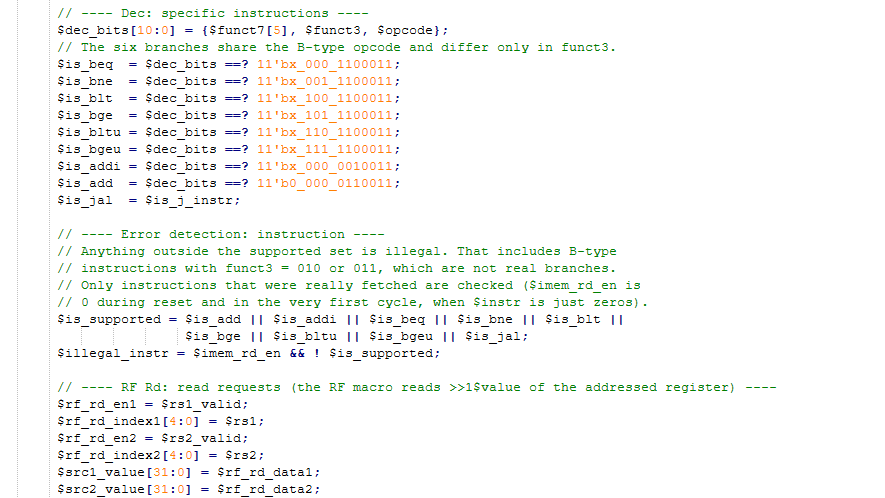 // ---- Dec: specific instructions ----
$dec_bits[10:0] = {$funct7[5], $funct3, $opcode};
// The six branches share the B-type opcode and differ only in funct3.
$is_beq  = $dec_bits ==? 11'bx_000_1100011;
$is_bne  = $dec_bits ==? 11'bx_001_1100011;
$is_blt  = $dec_bits ==? 11'bx_100_1100011;
$is_bge  = $dec_bits ==? 11'bx_101_1100011;
$is_bltu = $dec_bits ==? 11'bx_110_1100011;
$is_bgeu = $dec_bits ==? 11'bx_111_1100011;
$is_addi = $dec_bits ==? 11'bx_000_0010011;
$is_add  = $dec_bits ==? 11'b0_000_0110011;
$is_jal  = $is_j_instr;
// ---- Error detection: instruction ----
// Anything outside the supported set is illegal. That includes B-type
// instructions with funct3 = 010 or 011, which are not real branches.
// Only instructions that were really fetched are checked ($imem_rd_en is
// 0 during reset and in the very first cycle, when $instr is just zeros).
$is_supported = $is_add || $is_addi || $is_beq || $is_bne || $is_blt ||
                $is_bge || $is_bltu || $is_bgeu || $is_jal;
$illegal_instr = $imem_rd_en && ! $is_supported;
// ---- RF Rd: read requests (the RF macro reads >>1$value of the addressed register) ----
$rf_rd_en1 = $rs1_valid;
$rf_rd_index1[4:0] = $rs1;
$rf_rd_en2 = $rs2_valid;
$rf_rd_index2[4:0] = $rs2;
$src1_value[31:0] = $rf_rd_data1;
$src2_value[31:0] = $rf_rd_data2;